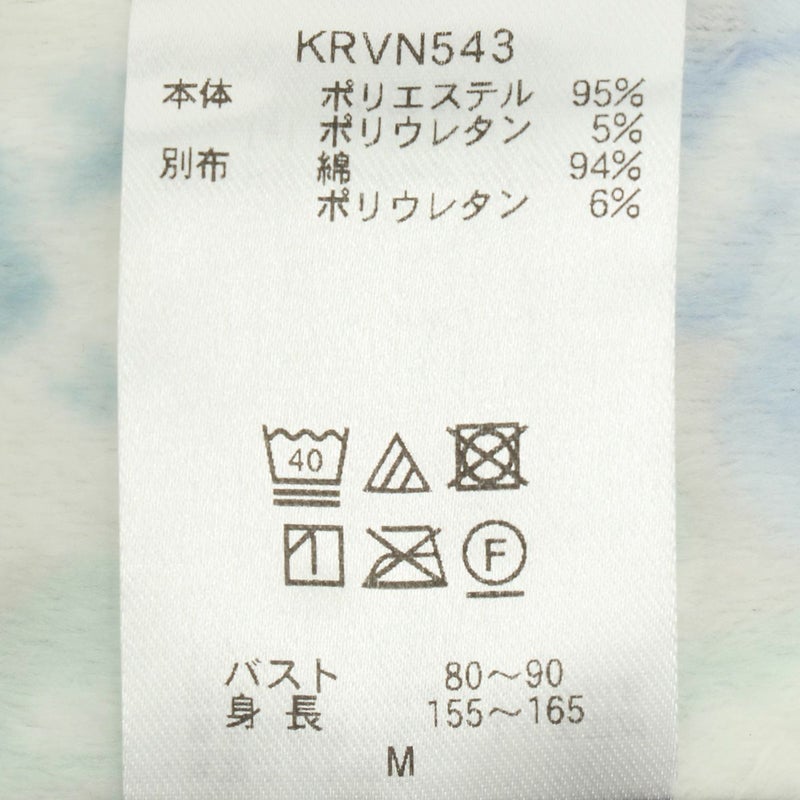 KRVN543
本体 ポリエステル 95%
ポリウレタン 5%
別布 綿 94%
ポリウレタン 6%
40
F
バスト 80～90
身長 155～165
M